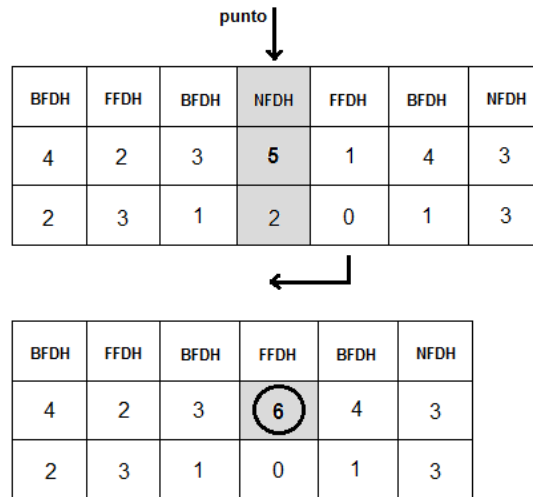 punto
BFDH FFDH BFDH NFDH FFDH BFDH NFDH
4 2 3 5 1 4 3
2 3 1 2 0 1 3
BFDH FFDH BFDH FFDH BFDH NFDH
4 2 3 6 4 3
2 3 1 0 1 3